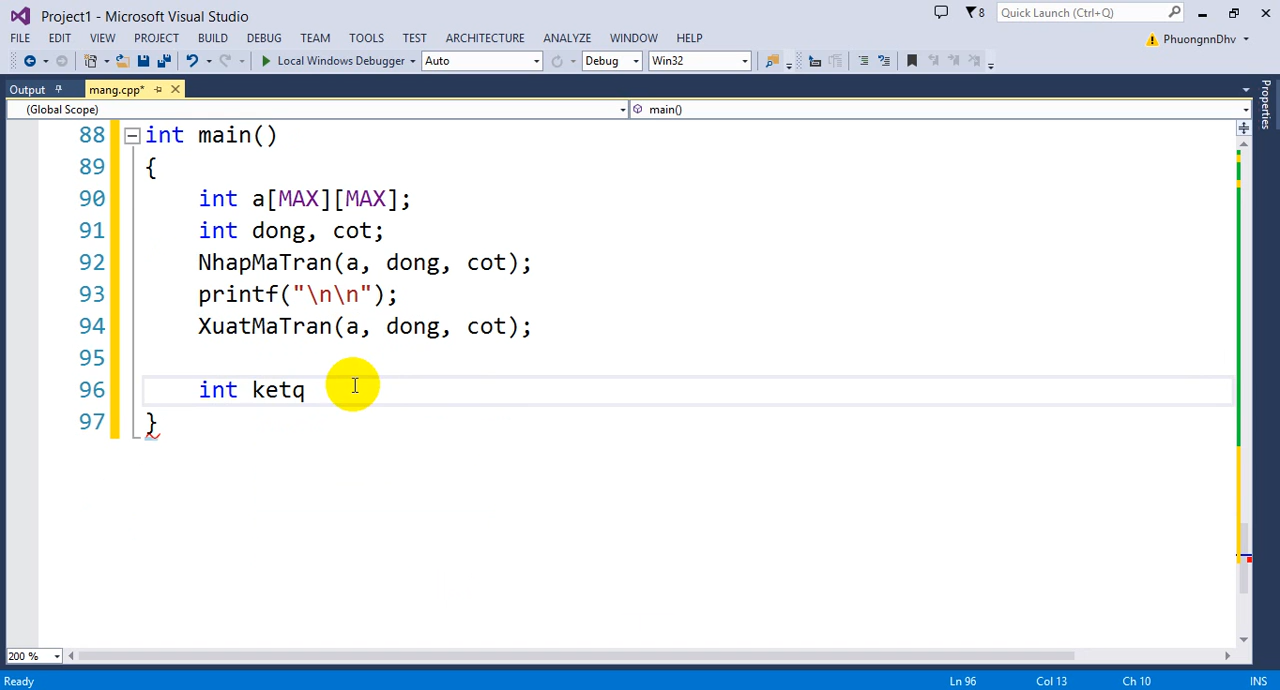 Project1 - Microsoft Visual Studio
8
Quick Launch (Ctrl+Q)
FILE EDIT VIEW PROJECT BUILD DEBUG TEAM TOOLS TEST ARCHITECTURE ANALYZE WINDOW HELP
PhuongnnDhv
Local Windows Debugger Auto Debug Win32
Output mang.cpp*
(Global Scope) main()
Properties
88 int main()
89 {
90 int a[MAX][MAX];
91 int dong, cot;
92 NhapMaTran(a, dong, cot);
93 printf("\n\n");
94 XuatMaTran(a, dong, cot);
95
96 int ketq
97 }
200 %
Ready Ln 96 Col 13 Ch 10 INS